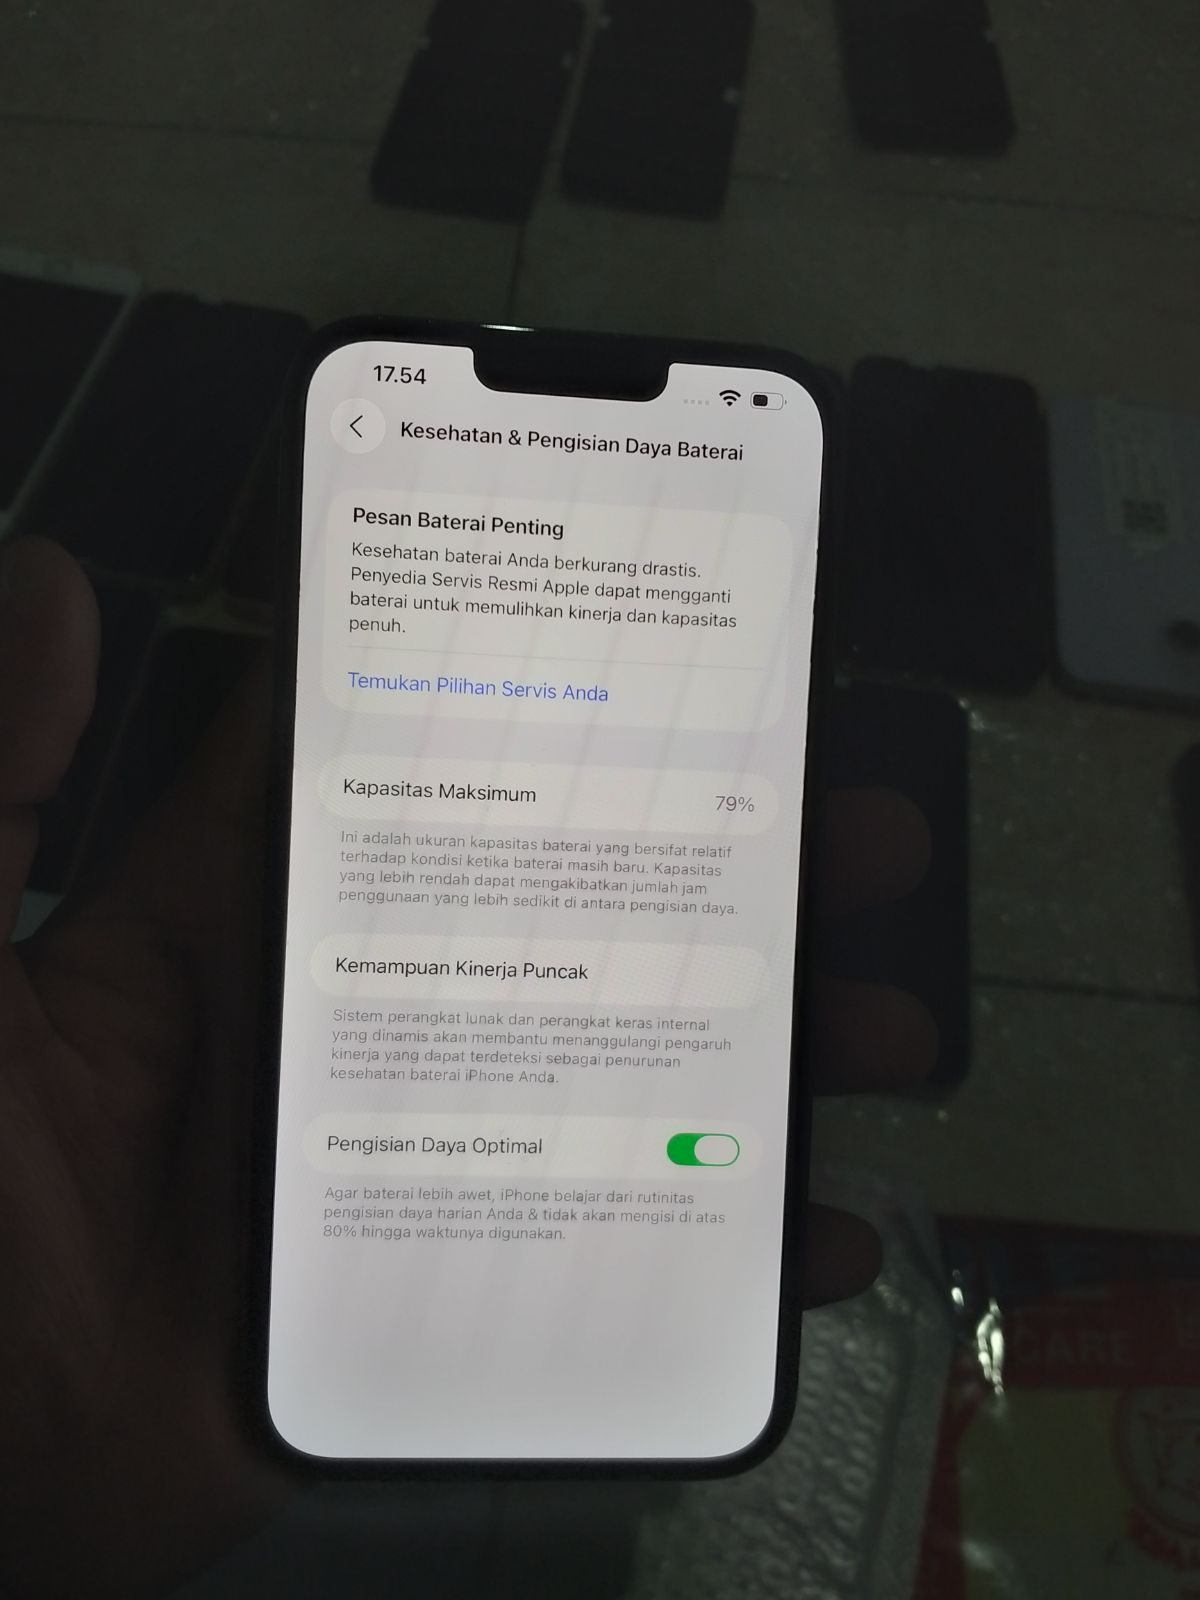 17.54
Kesehatan & Pengisian Daya Baterai
Pesan Baterai Penting
Kesehatan baterai Anda berkurang drastis.
Penyedia Servis Resmi Apple dapat mengganti
baterai untuk memulihkan kinerja dan kapasitas
penuh.
Temukan Pilihan Servis Anda
Kapasitas Maksimum 79%
Ini adalah ukuran kapasitas baterai yang bersifat relatif
terhadap kondisi ketika baterai masih baru. Kapasitas
yang lebih rendah dapat mengakibatkan jumlah jam
penggunaan yang lebih sedikit di antara pengisian daya.
Kemampuan Kinerja Puncak
Sistem perangkat lunak dan perangkat keras internal
yang dinamis akan membantu menanggulangi pengaruh
kinerja yang dapat terdeteksi sebagai penurunan
kesehatan baterai iPhone Anda.
Pengisian Daya Optimal
Agar baterai lebih awet, iPhone belajar dari rutinitas
pengisian daya harian Anda & tidak akan mengisi di atas
80% hingga waktunya digunakan.
CARE